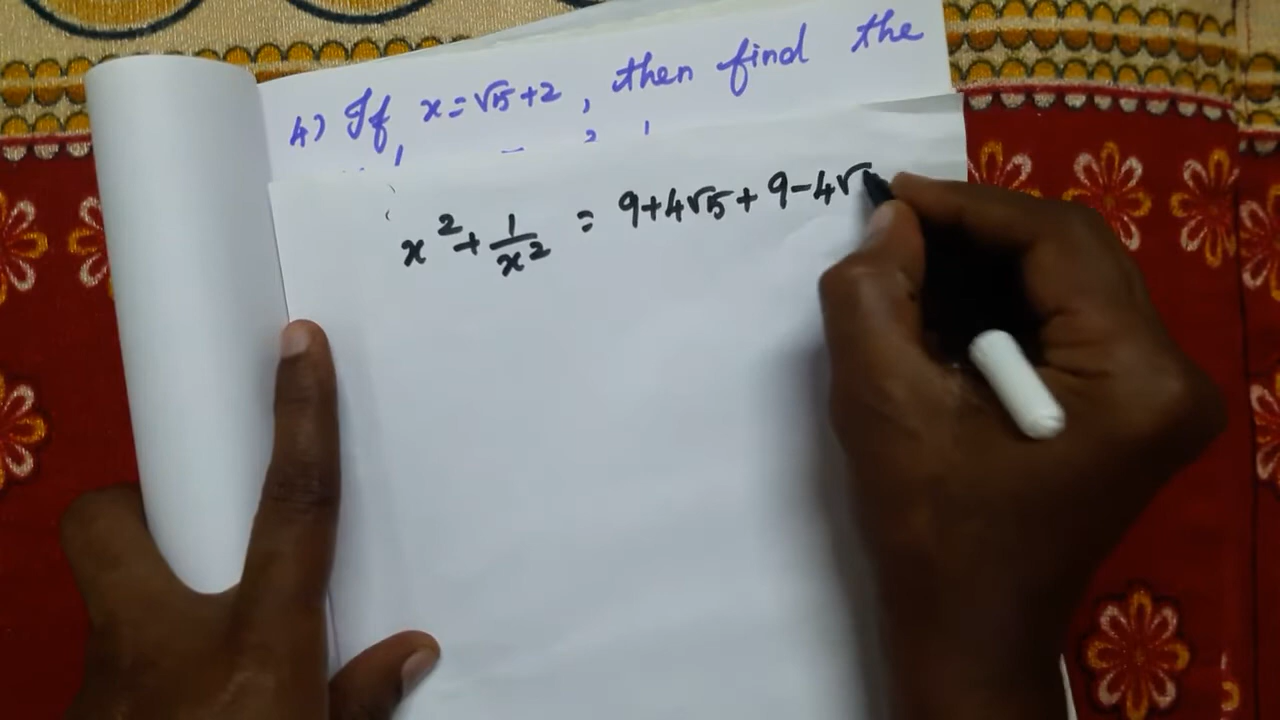 4) If x=√5+2, then find the
x² + 1/x² = 9+4√5 + 9-4√